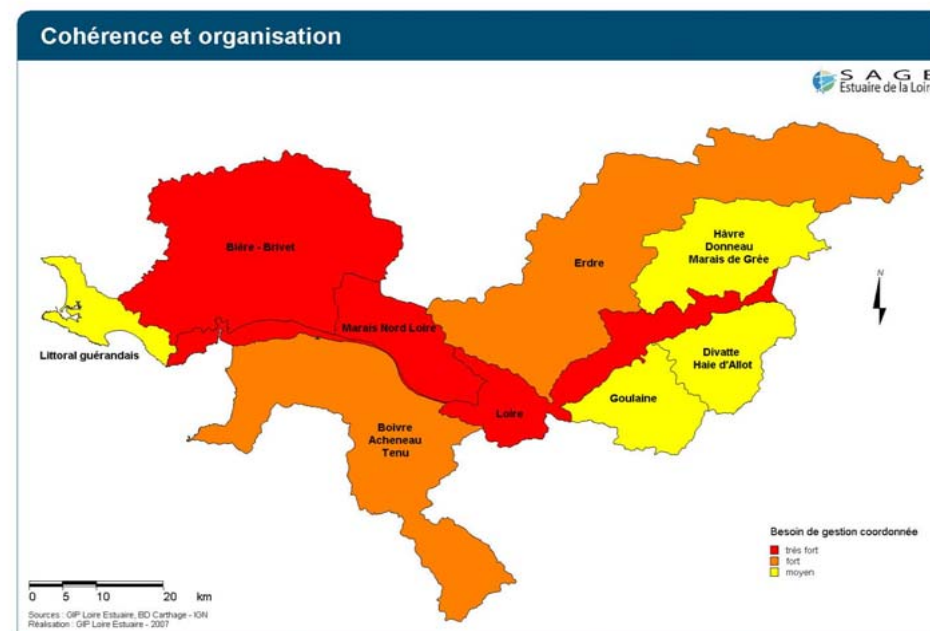 Cohérence et organisation
SAGE
Estuaire de la Loire
Hâvre
Donneau
Marais de Grée
Bière - Brivet
Erdre
Marais Nord Loire
Littoral guérandais
Divatte
Haie d'Allot
Goulaine
Loire
Boivre
Acheneau
Tenu
N
Besoin de gestion coordonnée
très fort
fort
moyen
0 5 10 20 km
Sources : GIP Loire Estuaire, BD Carthage - IGN
Réalisation : GIP Loire Estuaire - 2007